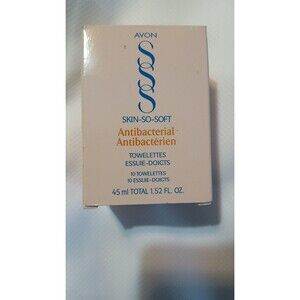 AVON
SSS
SKIN-SO-SOFT
Antibacterial
Antibactérien
TOWELETTES
ESSUIE-DOIGTS
10 TOWELETTES
10 ESSUIE-DOIGTS
45 ml TOTAL 1.52 FL. OZ.